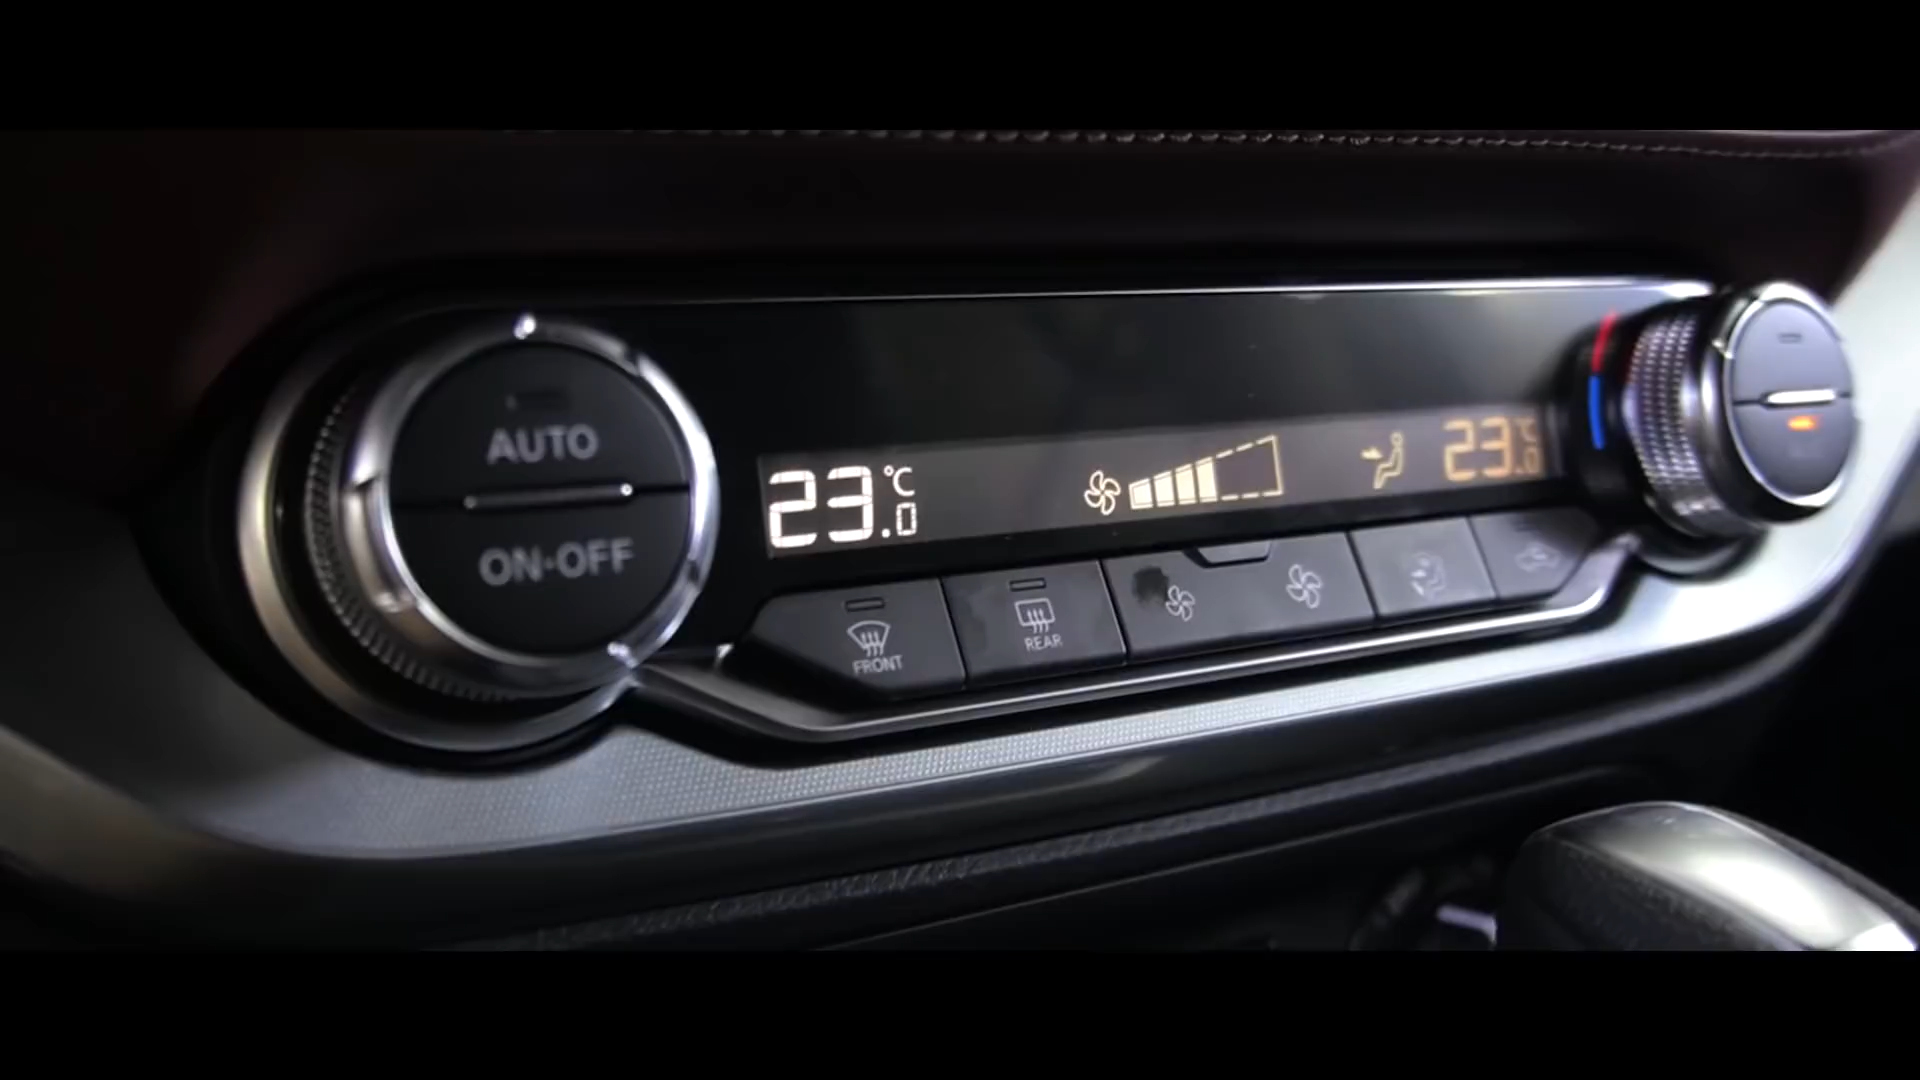 AUTO
ON·OFF
23.0 °C
23.0 °C
FRONT
REAR